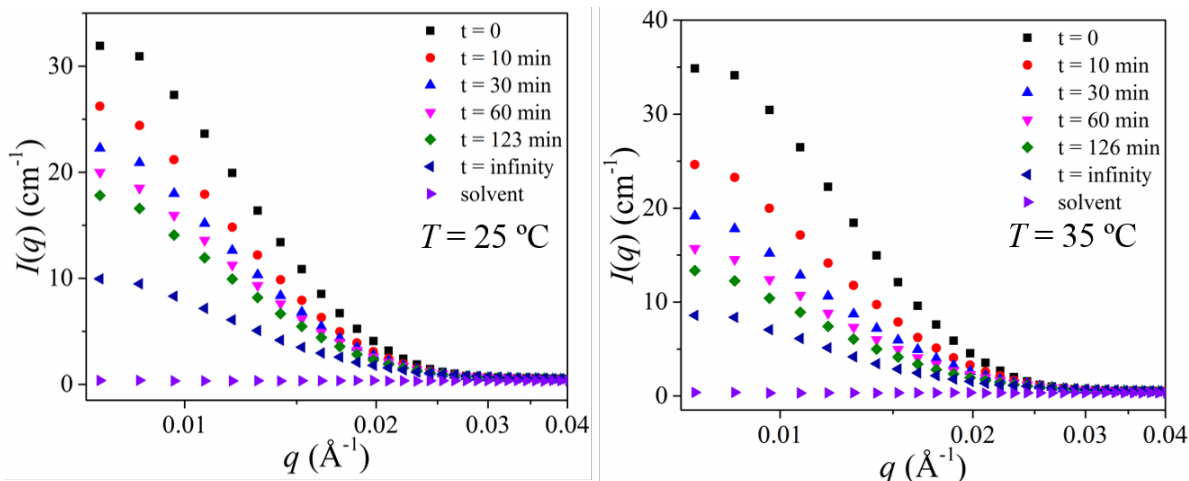 30
20
10
0
I(q) (cm⁻¹)
t = 0
t = 10 min
t = 30 min
t = 60 min
t = 123 min
t = infinity
solvent
T = 25 ºC
0.01
0.02
0.03
0.04
q (Å⁻¹)
40
30
20
10
0
I(q) (cm⁻¹)
t = 0
t = 10 min
t = 30 min
t = 60 min
t = 126 min
t = infinity
solvent
T = 35 ºC
0.01
0.02
0.03
0.04
q (Å⁻¹)